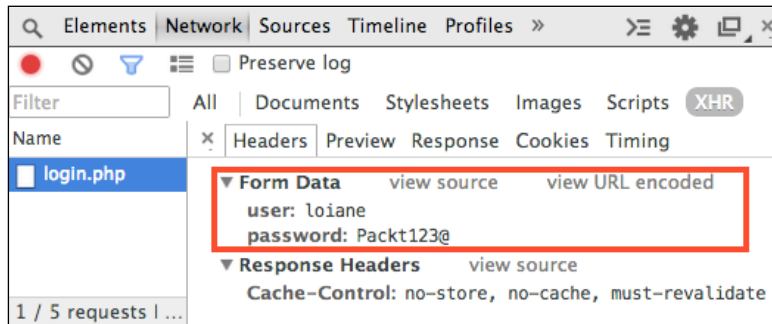 Elements Network Sources Timeline Profiles »
Preserve log
Filter All Documents Stylesheets Images Scripts XHR
Name × Headers Preview Response Cookies Timing
login.php
▼ Form Data view source view URL encoded
user: loiane
password: Packt123@
▼ Response Headers view source
Cache-Control: no-store, no-cache, must-revalidate
1 / 5 requests | ...